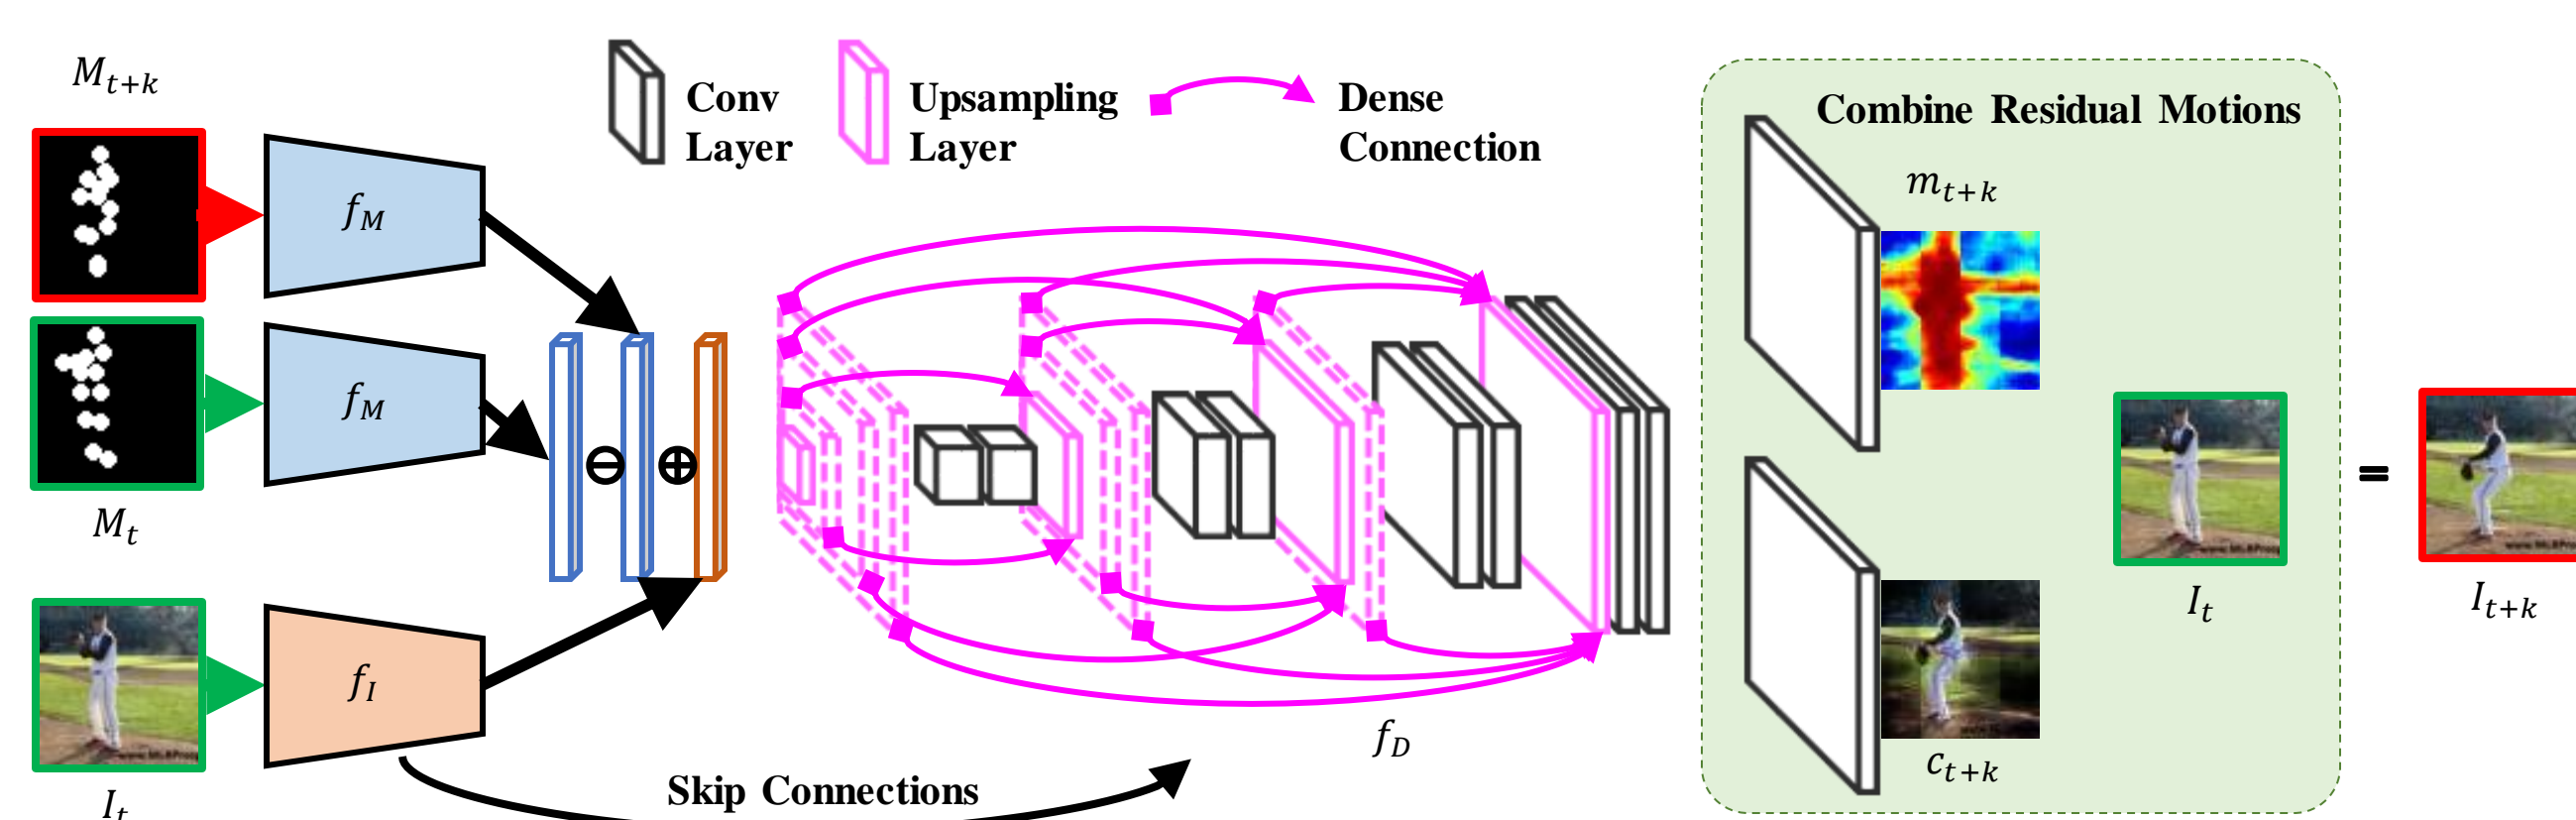 M_{t+k}
f_M
M_t
f_M
I_t
f_I
Conv
Layer
Upsampling
Layer
Dense
Connection
⊖ ⊕
f_D
Skip Connections
Combine Residual Motions
m_{t+k}
c_{t+k}
I_t
=
I_{t+k}